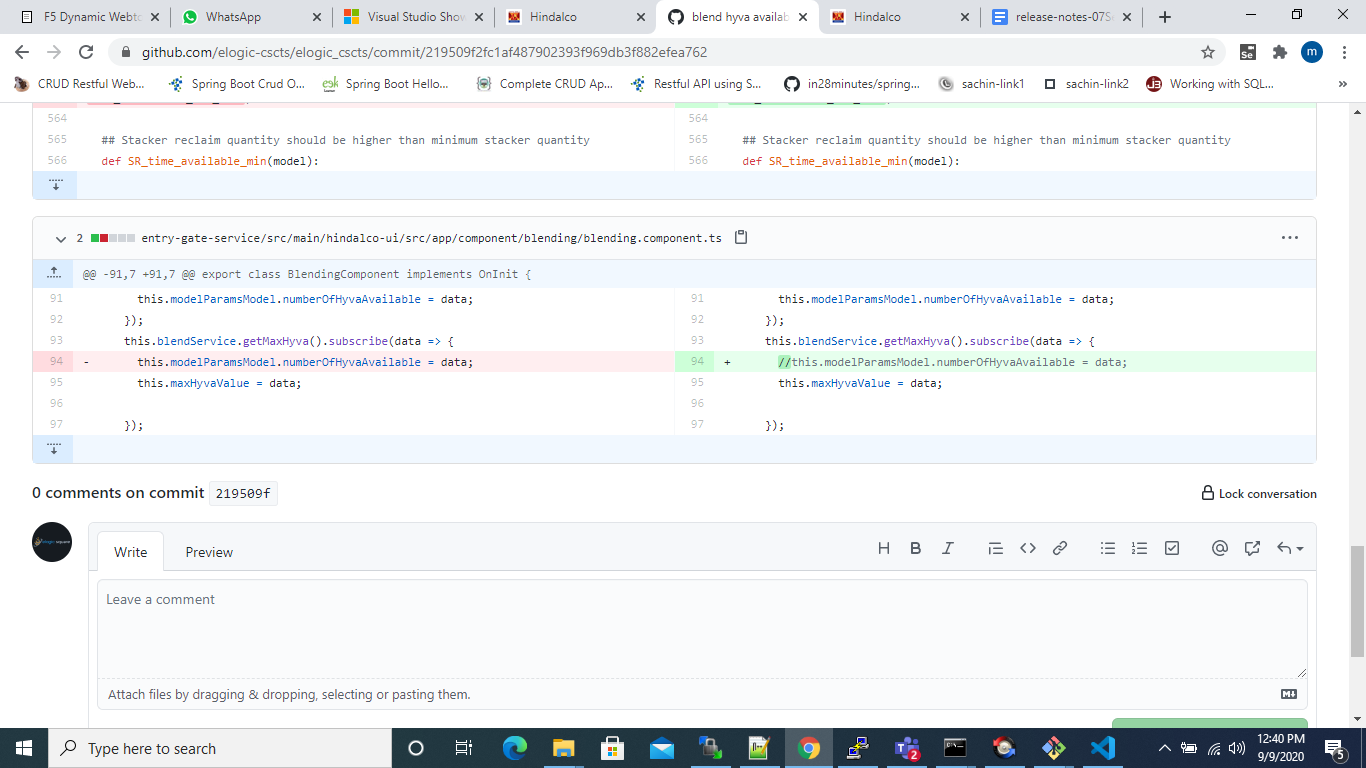 F5 Dynamic Webto
WhatsApp
Visual Studio Show
Hindalco
blend hyva availab
Hindalco
release-notes-07Se
github.com/elogic-cscts/elogic_cscts/commit/219509f2fc1af487902393f969db3f882efea762
Se
m
CRUD Restful Web...
Spring Boot Crud O...
Spring Boot Hello...
Complete CRUD Ap...
Restful API using S...
in28minutes/spring...
sachin-link1
sachin-link2
Working with SQL...
»
564 564
565 ## Stacker reclaim quantity should be higher than minimum stacker quantity 565 ## Stacker reclaim quantity should be higher than minimum stacker quantity
566 def SR_time_available_min(model): 566 def SR_time_available_min(model):
2 entry-gate-service/src/main/hindalco-ui/src/app/component/blending/blending.component.ts
@@ -91,7 +91,7 @@ export class BlendingComponent implements OnInit {
91 this.modelParamsModel.numberOfHyvaAvailable = data; 91 this.modelParamsModel.numberOfHyvaAvailable = data;
92 }); 92 });
93 this.blendService.getMaxHyva().subscribe(data => { 93 this.blendService.getMaxHyva().subscribe(data => {
94 - this.modelParamsModel.numberOfHyvaAvailable = data; 94 + //this.modelParamsModel.numberOfHyvaAvailable = data;
95 this.maxHyvaValue = data; 95 this.maxHyvaValue = data;
96 96
97 }); 97 });
0 comments on commit 219509f
Lock conversation
Write Preview
H B I
Leave a comment
Attach files by dragging & dropping, selecting or pasting them.
Type here to search
2
12:40 PM
9/9/2020
5